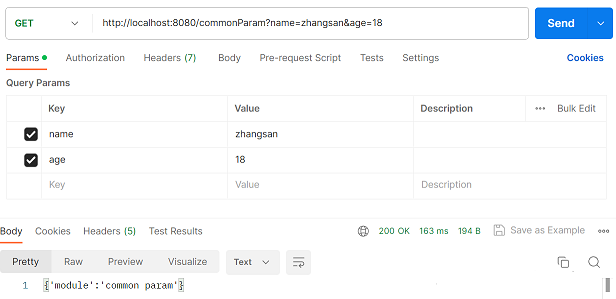 GET http://localhost:8080/commonParam?name=zhangsan&age=18 Send
Params Authorization Headers (7) Body Pre-request Script Tests Settings Cookies
Query Params
Key Value Description Bulk Edit
name zhangsan
age 18
Key Value Description
Body Cookies Headers (5) Test Results 200 OK 163 ms 194 B Save as Example
Pretty Raw Preview Visualize Text
1 {'module':'common param'}